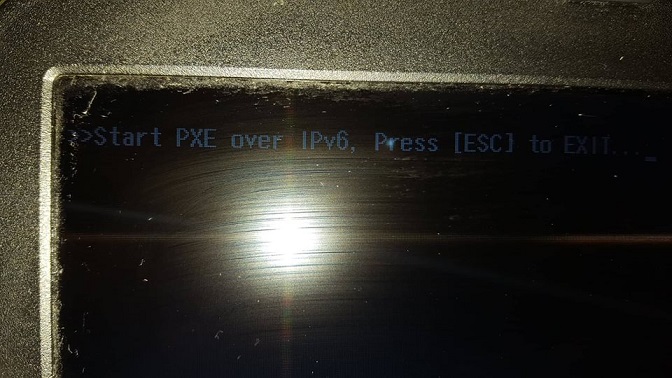 >Start PXE over IPv6, Press [ESC] to EXIT..._